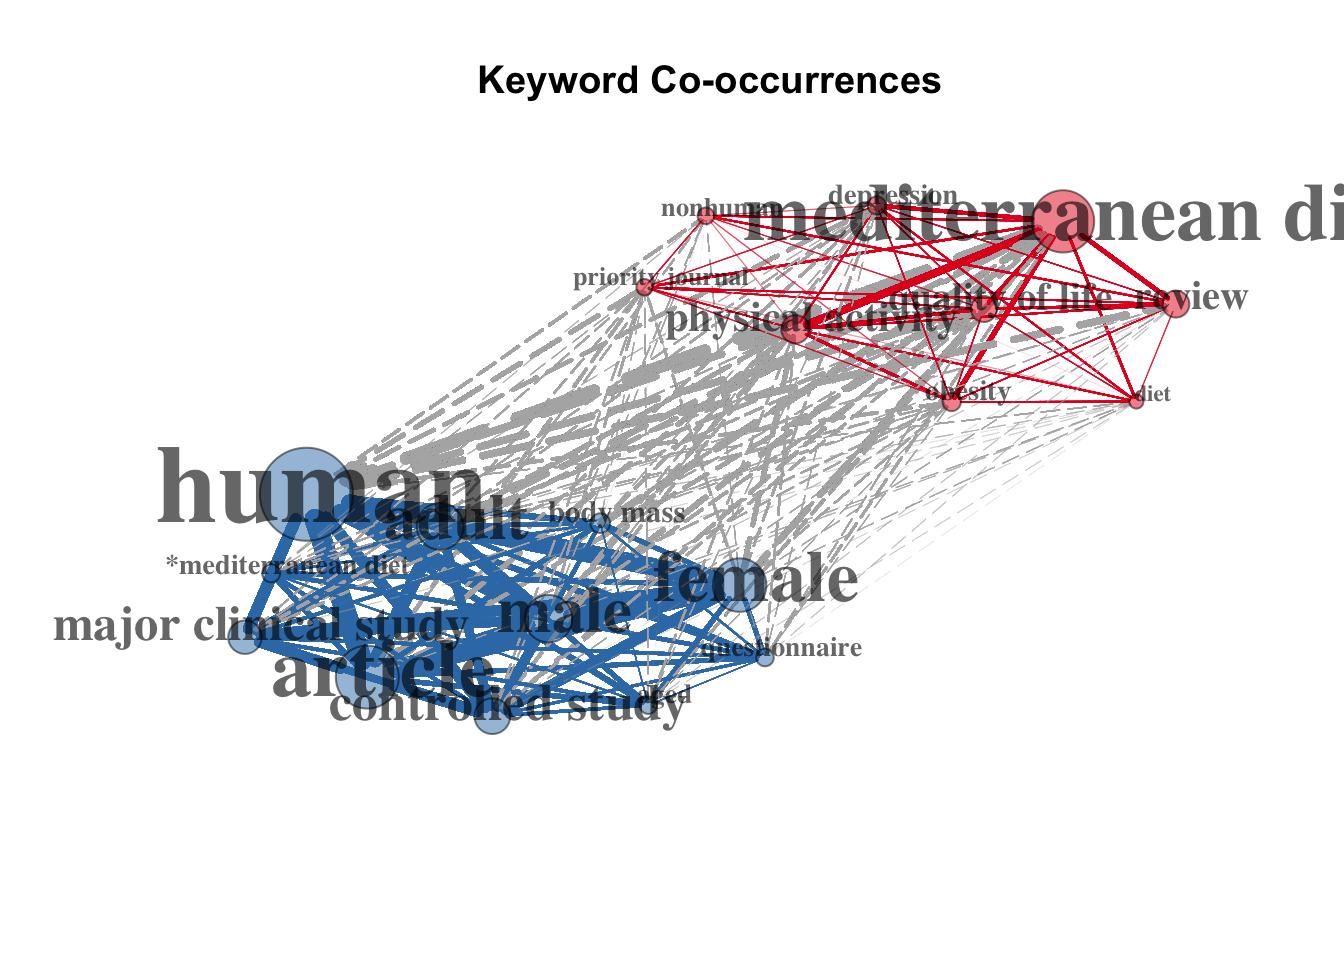 Keyword Co-occurrences
depression
nonhuman
mediterranean di
priority journal
quality of life
review
physical activity
obesity
diet
human
adult
body mass
*mediterranean diet
female
male
major clinical study
questionnaire
article
aged
controlled study